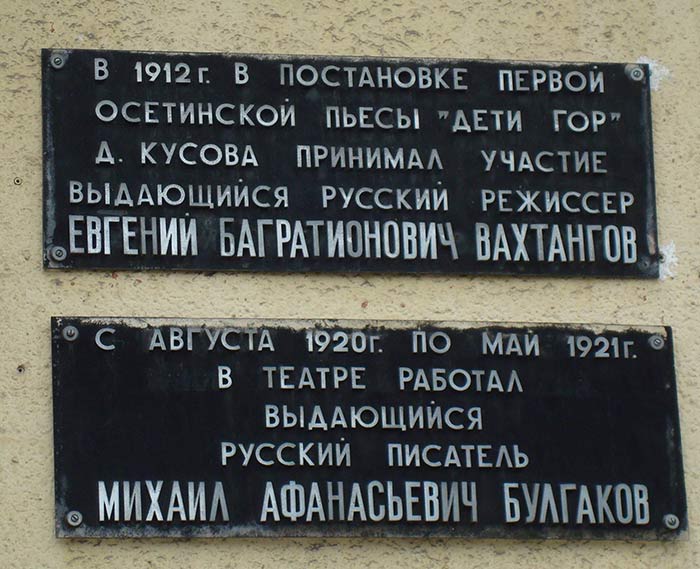 В 1912 г. В ПОСТАНОВКЕ ПЕРВОЙ
ОСЕТИНСКОЙ ПЬЕСЫ "ДЕТИ ГОР"
Д. КУСОВА ПРИНИМАЛ УЧАСТИЕ
ВЫДАЮЩИЙСЯ РУССКИЙ РЕЖИССЕР
ЕВГЕНИЙ БАГРАТИОНОВИЧ ВАХТАНГОВ
С АВГУСТА 1920г. ПО МАЙ 1921г.
В ТЕАТРЕ РАБОТАЛ
ВЫДАЮЩИЙСЯ
РУССКИЙ ПИСАТЕЛЬ
МИХАИЛ АФАНАСЬЕВИЧ БУЛГАКОВ